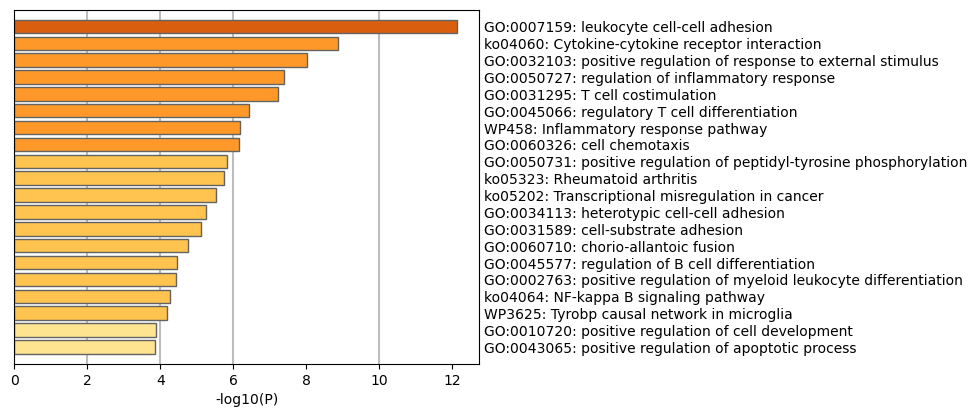 GO:0007159: leukocyte cell-cell adhesion
ko04060: Cytokine-cytokine receptor interaction
GO:0032103: positive regulation of response to external stimulus
GO:0050727: regulation of inflammatory response
GO:0031295: T cell costimulation
GO:0045066: regulatory T cell differentiation
WP458: Inflammatory response pathway
GO:0060326: cell chemotaxis
GO:0050731: positive regulation of peptidyl-tyrosine phosphorylation
ko05323: Rheumatoid arthritis
ko05202: Transcriptional misregulation in cancer
GO:0034113: heterotypic cell-cell adhesion
GO:0031589: cell-substrate adhesion
GO:0060710: chorio-allantoic fusion
GO:0045577: regulation of B cell differentiation
GO:0002763: positive regulation of myeloid leukocyte differentiation
ko04064: NF-kappa B signaling pathway
WP3625: Tyrobp causal network in microglia
GO:0010720: positive regulation of cell development
GO:0043065: positive regulation of apoptotic process
0 2 4 6 8 10 12
-log10(P)